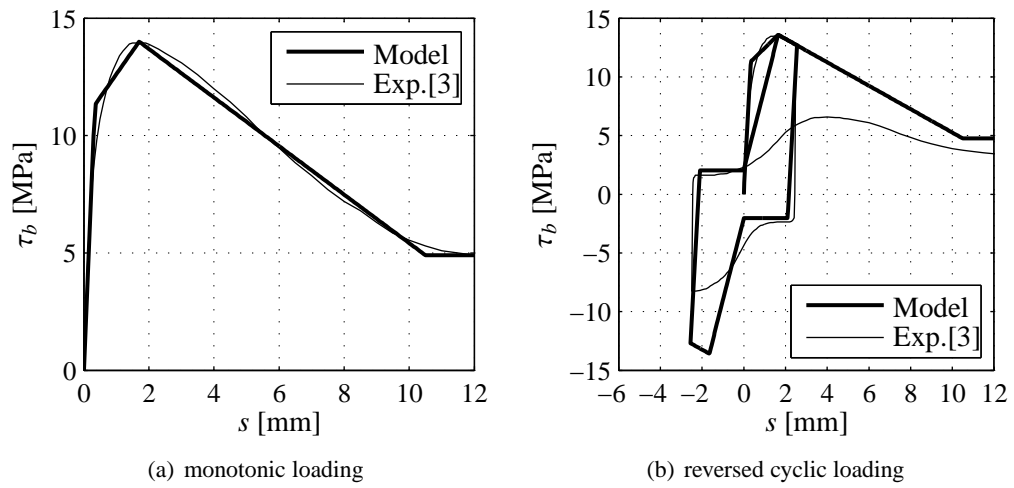 15
10
5
0
τb [MPa]
0 2 4 6 8 10 12
s [mm]
Model
Exp.[3]
(a) monotonic loading
15
10
5
0
−5
−10
−15
τb [MPa]
−6 −4 −2 0 2 4 6 8 10 12
s [mm]
Model
Exp.[3]
(b) reversed cyclic loading